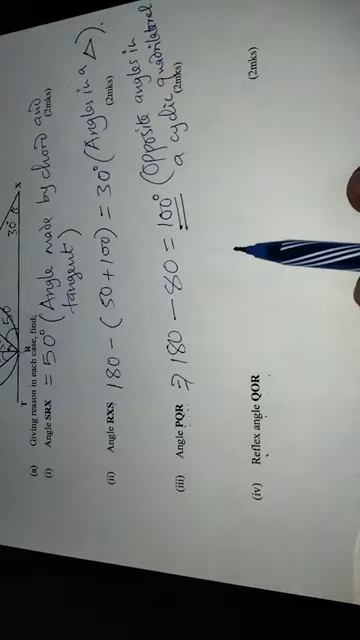 50
30°
X
T
R
(a) Giving reason in each case, find;
(i) Angle SRX = 50° (Angle made by chord and
(2mks)
tangent)
(ii) Angle RXS 180 - (50+100) = 30° (Angles in a △).
(2mks)
(iii) Angle PQR ⇒ 180 - 80 = 100° (Opposite angles in
(2mks)
a cyclic quadrilateral
(iv) Reflex angle QOR
(2mks)